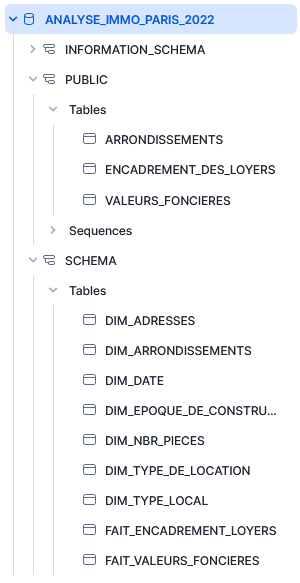 ANALYSE_IMMO_PARIS_2022
INFORMATION_SCHEMA
PUBLIC
Tables
ARRONDISSEMENTS
ENCADREMENT_DES_LOYERS
VALEURS_FONCIERES
Sequences
SCHEMA
Tables
DIM_ADRESSES
DIM_ARRONDISSEMENTS
DIM_DATE
DIM_EPOQUE_DE_CONSTRU...
DIM_NBR_PIECES
DIM_TYPE_DE_LOCATION
DIM_TYPE_LOCAL
FAIT_ENCADREMENT_LOYERS
FAIT_VALEURS_FONCIERES